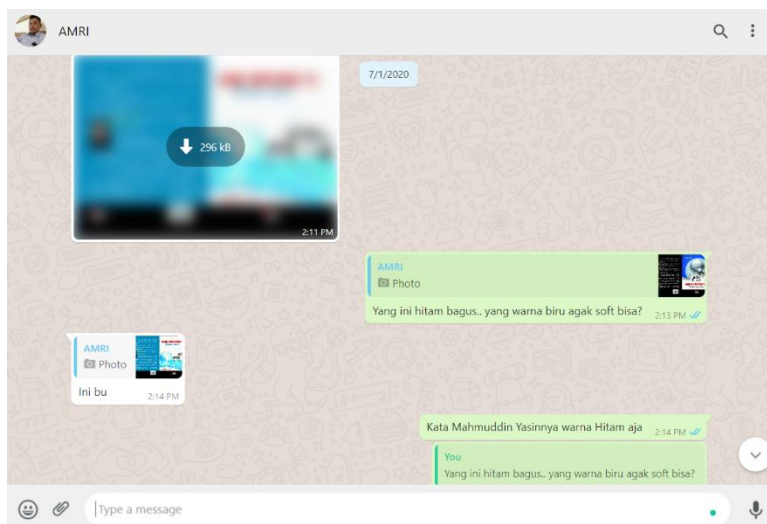 AMRI
7/1/2020
296 kB
2:11 PM
AMRI
Photo
Yang ini hitam bagus.. yang warna biru agak soft bisa?
2:13 PM
AMRI
Photo
Ini bu
2:14 PM
Kata Mahmuddin Yasinnya warna Hitam aja
2:14 PM
You
Yang ini hitam bagus.. yang warna biru agak soft bisa?
Type a message